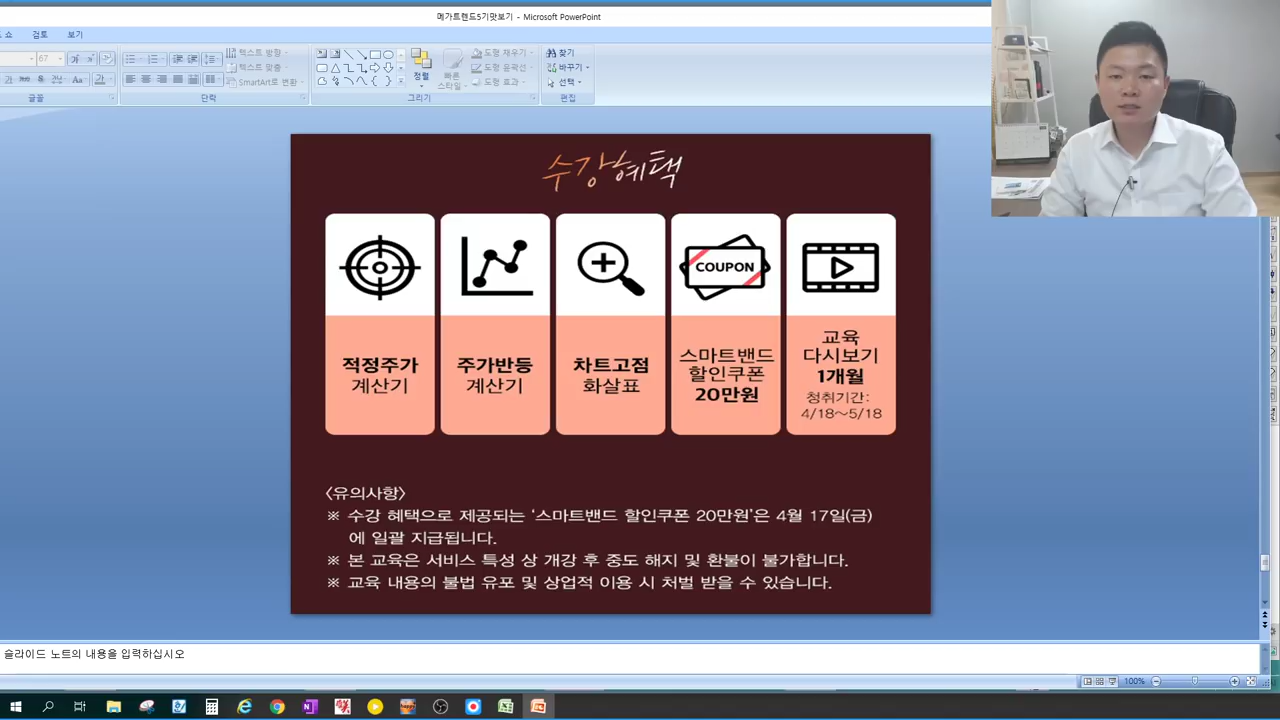 메가트렌드5기맛보기 - Microsoft PowerPoint
쇼 검토 보기
67
텍스트 방향
텍스트 맞춤
SmartArt로 변환
정렬
빠른
스타일
도형 채우기
도형 윤곽선
도형 효과
찾기
바꾸기
선택
글꼴 단락 그리기 편집
수강혜택
COUPON
적정주가
계산기
주가반등
계산기
차트고점
화살표
스마트밴드
할인쿠폰
20만원
교육
다시보기
1개월
청취기간:
4/18~5/18
<유의사항>
※ 수강 혜택으로 제공되는 '스마트밴드 할인쿠폰 20만원'은 4월 17일(금)
에 일괄 지급됩니다.
※ 본 교육은 서비스 특성 상 개강 후 중도 해지 및 환불이 불가합니다.
※ 교육 내용의 불법 유포 및 상업적 이용 시 처벌 받을 수 있습니다.
슬라이드 노트의 내용을 입력하십시오
100%